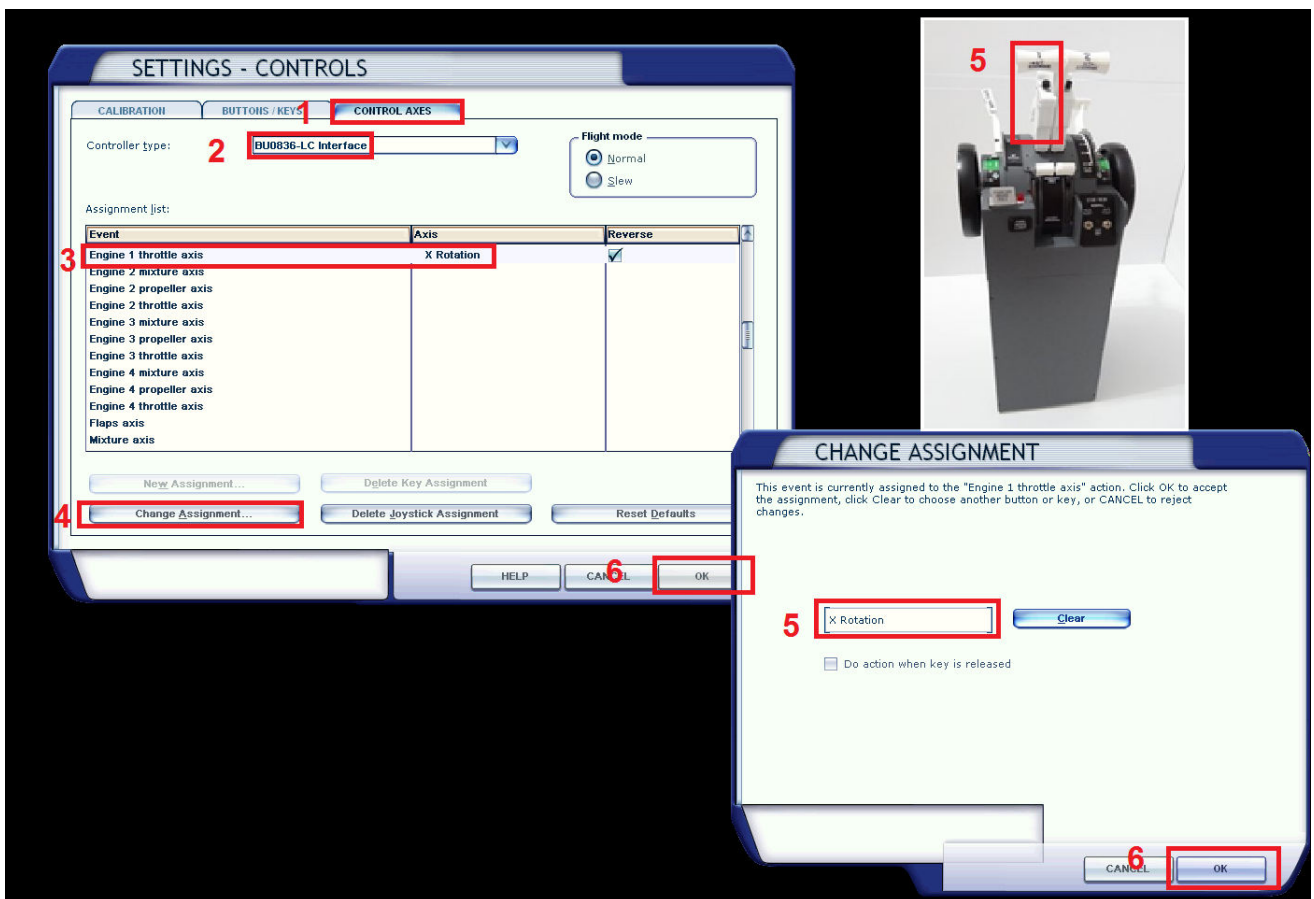 SETTINGS - CONTROLS
CALIBRATION
BUTTONS / KEYS
1
CONTROL AXES
Controller type:
2
BU0836-LC Interface
Flight mode
Normal
Slew
Assignment list:
Event Axis Reverse
3
Engine 1 throttle axis X Rotation
Engine 2 mixture axis
Engine 2 propeller axis
Engine 2 throttle axis
Engine 3 mixture axis
Engine 3 propeller axis
Engine 3 throttle axis
Engine 4 mixture axis
Engine 4 propeller axis
Engine 4 throttle axis
Flaps axis
Mixture axis
New Assignment...
Delete Key Assignment
4
Change Assignment...
Delete Joystick Assignment
Reset Defaults
HELP
CANCEL
6
OK
5
CHANGE ASSIGNMENT
This event is currently assigned to the "Engine 1 throttle axis" action. Click OK to accept
the assignment, click Clear to choose another button or key, or CANCEL to reject
changes.
5
X Rotation
Clear
Do action when key is released
CANCEL
6
OK